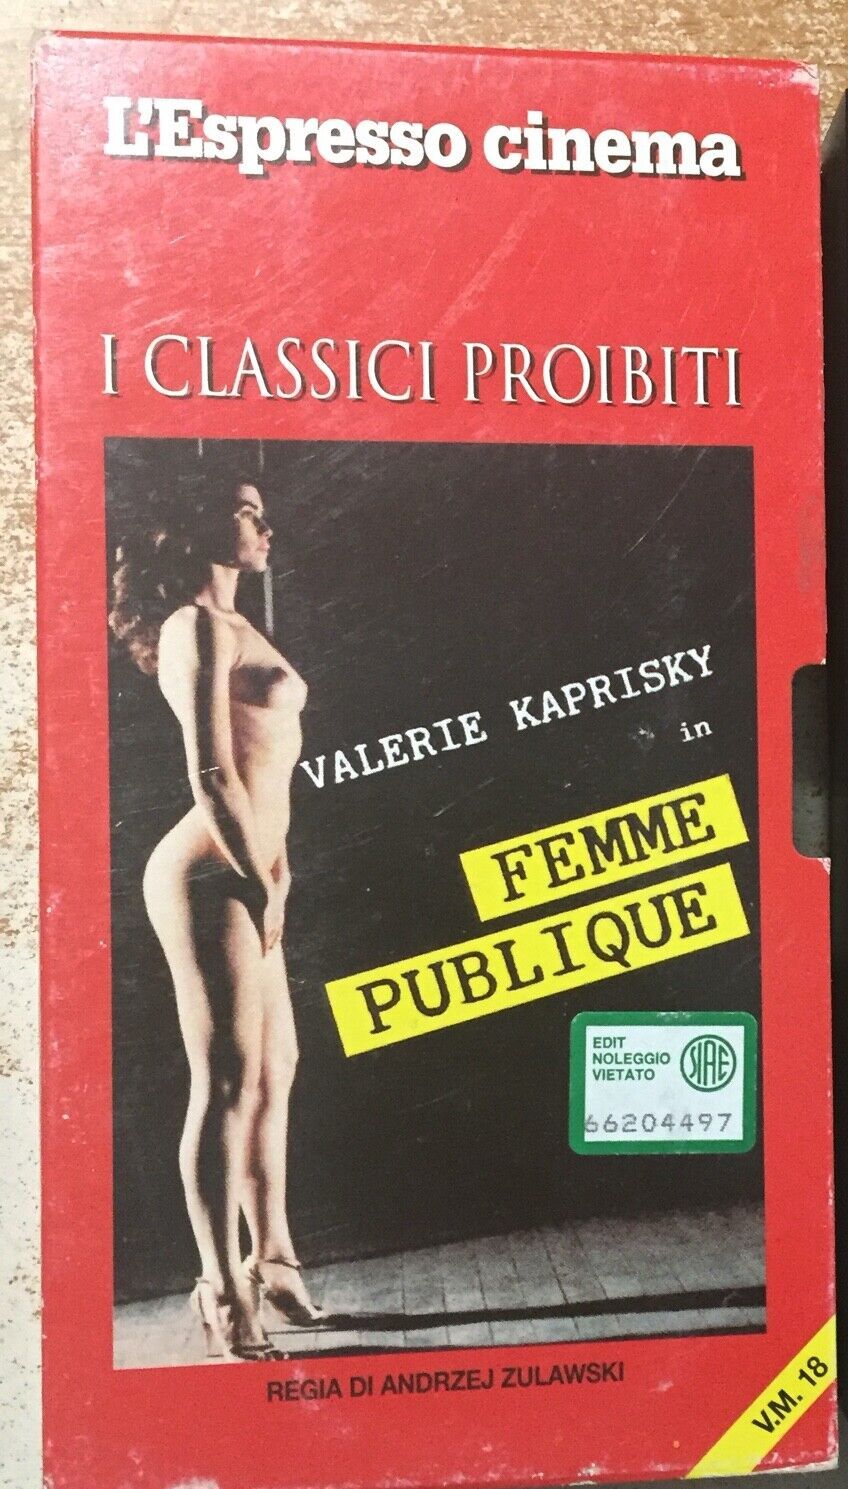 L'Espresso cinema
I CLASSICI PROIBITI
VALERIE KAPRISKY
in
FEMME
PUBLIQUE
EDIT
NOLEGGIO
VIETATO
SIAE
66204497
REGIA DI ANDRZEJ ZULAWSKI
V.M. 18